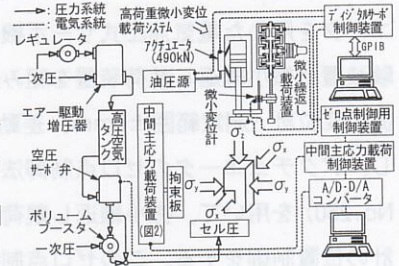 →: 圧力系統
→: 電気系統
レギュレータ
次圧
エアー駆動
増圧器
高圧空気
タンク
空圧
サーボ弁
ボリューム
ブースタ
次圧
高荷重微小変位
載荷システム
アクチュエータ
(490kN)
油圧源
微小変位計
微小繰返し
載荷装置
中間主応力載荷装置
(図2)
拘束板
σx
σx
σy
σy
σz
セル圧
ディジタルサーボ
制御装置
GPIB
ゼロ点制御用
制御装置
中間主応力載荷
制御装置
A/D・D/A
コンバータ